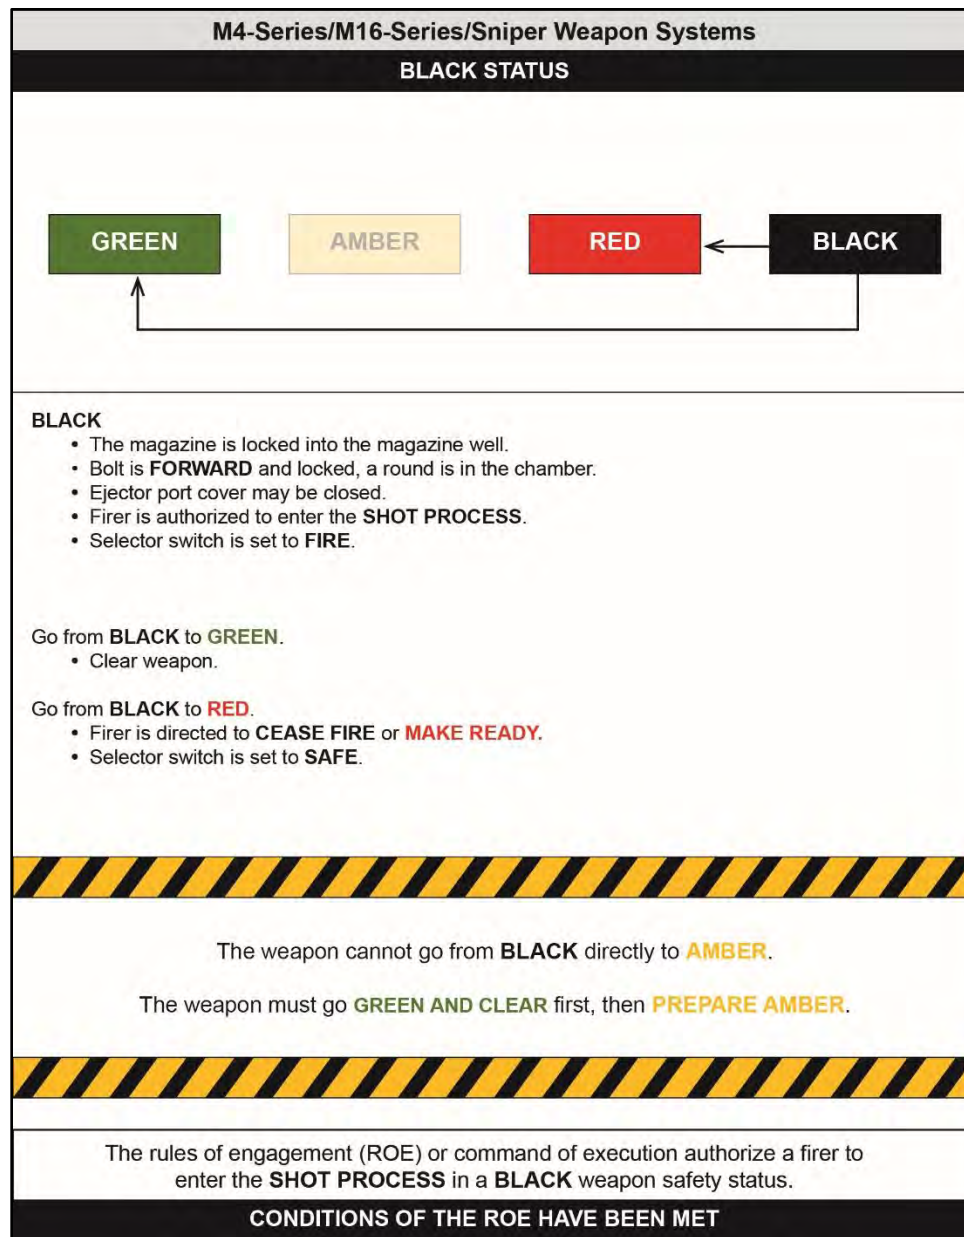 M4-Series/M16-Series/Sniper Weapon Systems
BLACK STATUS
GREEN
AMBER
RED
BLACK
BLACK
• The magazine is locked into the magazine well.
• Bolt is FORWARD and locked, a round is in the chamber.
• Ejector port cover may be closed.
• Firer is authorized to enter the SHOT PROCESS.
• Selector switch is set to FIRE.
Go from BLACK to GREEN.
• Clear weapon.
Go from BLACK to RED.
• Firer is directed to CEASE FIRE or MAKE READY.
• Selector switch is set to SAFE.
The weapon cannot go from BLACK directly to AMBER.
The weapon must go GREEN AND CLEAR first, then PREPARE AMBER.
The rules of engagement (ROE) or command of execution authorize a firer to
enter the SHOT PROCESS in a BLACK weapon safety status.
CONDITIONS OF THE ROE HAVE BEEN MET